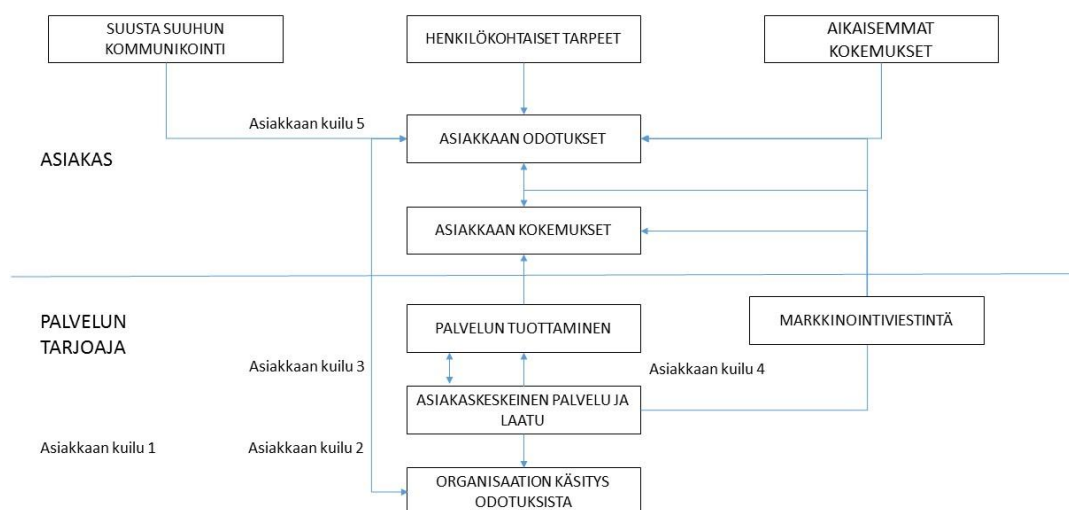 SUUSTA SUUHUN
KOMMUNIKOINTI
HENKILÖKOHTAISET TARPEET
AIKAISEMMAT
KOKEMUKSET
Asiakkaan kuilu 5
ASIAKKAAN ODOTUKSET
ASIAKAS
ASIAKKAAN KOKEMUKSET
PALVELUN
TARJOAJA
PALVELUN TUOTTAMINEN
MARKKINOINTIVIESTINTÄ
Asiakkaan kuilu 3
Asiakkaan kuilu 4
ASIAKASKESKEINEN PALVELU JA
LAATU
Asiakkaan kuilu 1
Asiakkaan kuilu 2
ORGANISAATION KÄSITYS
ODOTUKSISTA